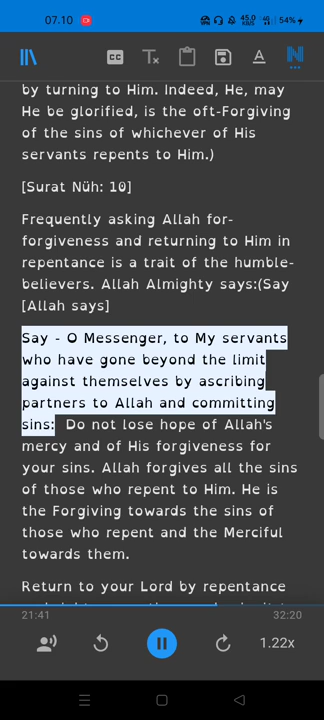 07.10
45.0
KB/S
54%
CC
by turning to Him. Indeed, He, may
He be glorified, is the oft-Forgiving
of the sins of whichever of His
servants repents to Him.)
[Surat Nūh: 10]
Frequently asking Allah for-
forgiveness and returning to Him in
repentance is a trait of the humble-
believers. Allah Almighty says:(Say
[Allah says]
Say - O Messenger, to My servants
who have gone beyond the limit
against themselves by ascribing
partners to Allah and committing
sins: Do not lose hope of Allah's
mercy and of His forgiveness for
your sins. Allah forgives all the sins
of those who repent to Him. He is
the Forgiving towards the sins of
those who repent and the Merciful
towards them.
Return to your Lord by repentance
21:41
32:20
1.22x